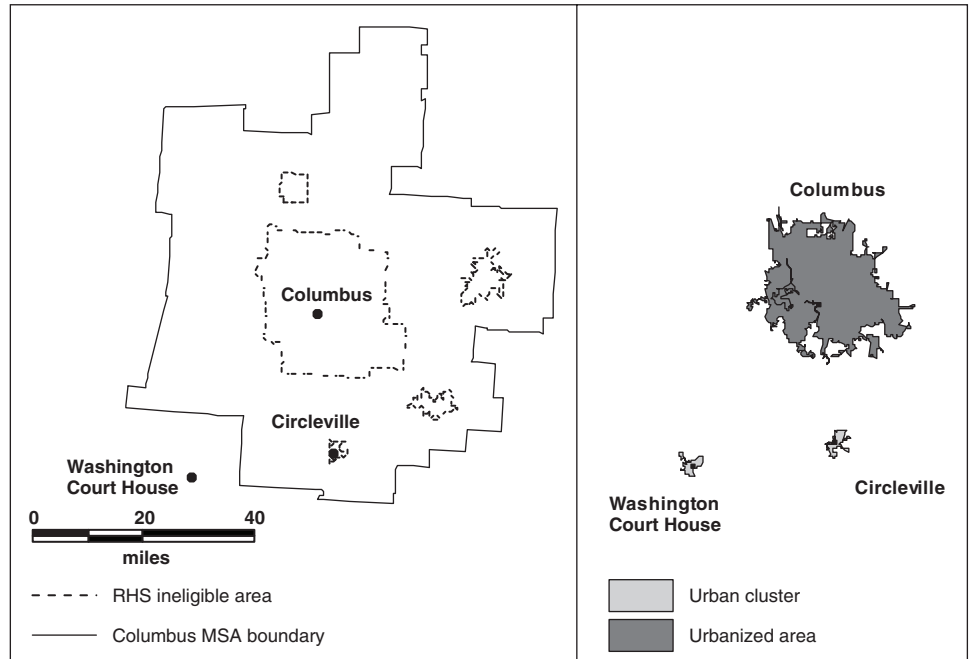 Columbus
Circleville
Washington
Court House
0 20 40
miles
RHS ineligible area
Columbus MSA boundary
Columbus
Washington
Court House
Circleville
Urban cluster
Urbanized area